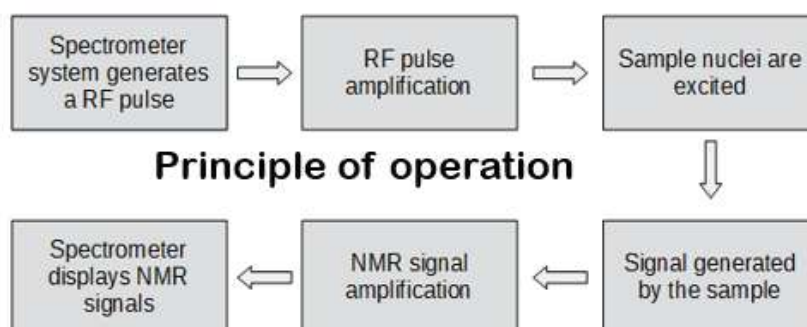 Spectrometer
system generates
a RF pulse
RF pulse
amplification
Sample nuclei are
excited
Principle of operation
Spectrometer
displays NMR
signals
NMR signal
amplification
Signal generated
by the sample